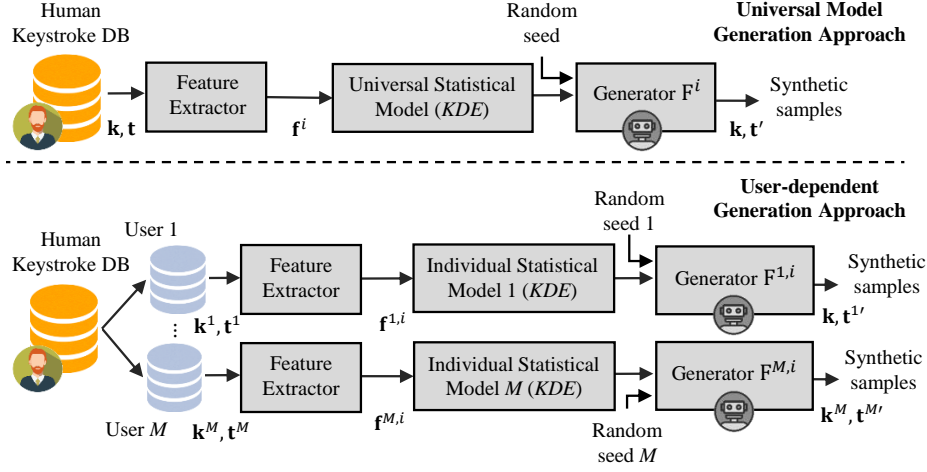 Human
Keystroke DB
Random
seed
Universal Model
Generation Approach
Feature
Extractor
Universal Statistical
Model (KDE)
Generator F^i
Synthetic
samples
k, t
f^i
k, t′
User-dependent
Generation Approach
Human
Keystroke DB
User 1
Random
seed 1
Feature
Extractor
Individual Statistical
Model 1 (KDE)
Generator F^{1,i}
Synthetic
samples
k^1, t^1
f^{1,i}
k, t^{1′}
⋮
Feature
Extractor
Individual Statistical
Model M (KDE)
Generator F^{M,i}
Synthetic
samples
User M
k^M, t^M
f^{M,i}
Random
seed M
k^M, t^{M′}